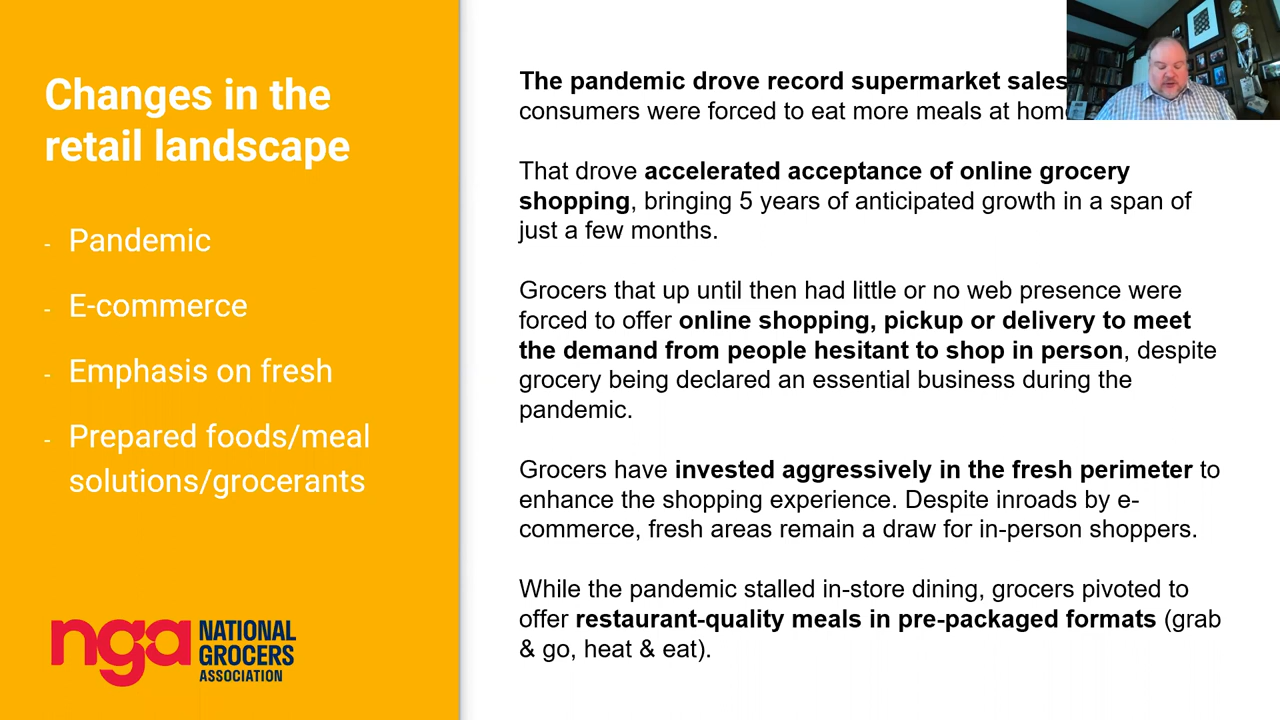 Changes in the
retail landscape
- Pandemic
- E-commerce
- Emphasis on fresh
- Prepared foods/meal
solutions/grocerants
nga NATIONAL
GROCERS
ASSOCIATION
The pandemic drove record supermarket sales
consumers were forced to eat more meals at
That drove accelerated acceptance of online grocery
shopping, bringing 5 years of anticipated growth in a span of
just a few months.
Grocers that up until then had little or no web presence were
forced to offer online shopping, pickup or delivery to meet
the demand from people hesitant to shop in person, despite
grocery being declared an essential business during the
pandemic.
Grocers have invested aggressively in the fresh perimeter to
enhance the shopping experience. Despite inroads by e-
commerce, fresh areas remain a draw for in-person shoppers.
While the pandemic stalled in-store dining, grocers pivoted to
offer restaurant-quality meals in pre-packaged formats (grab
& go, heat & eat).